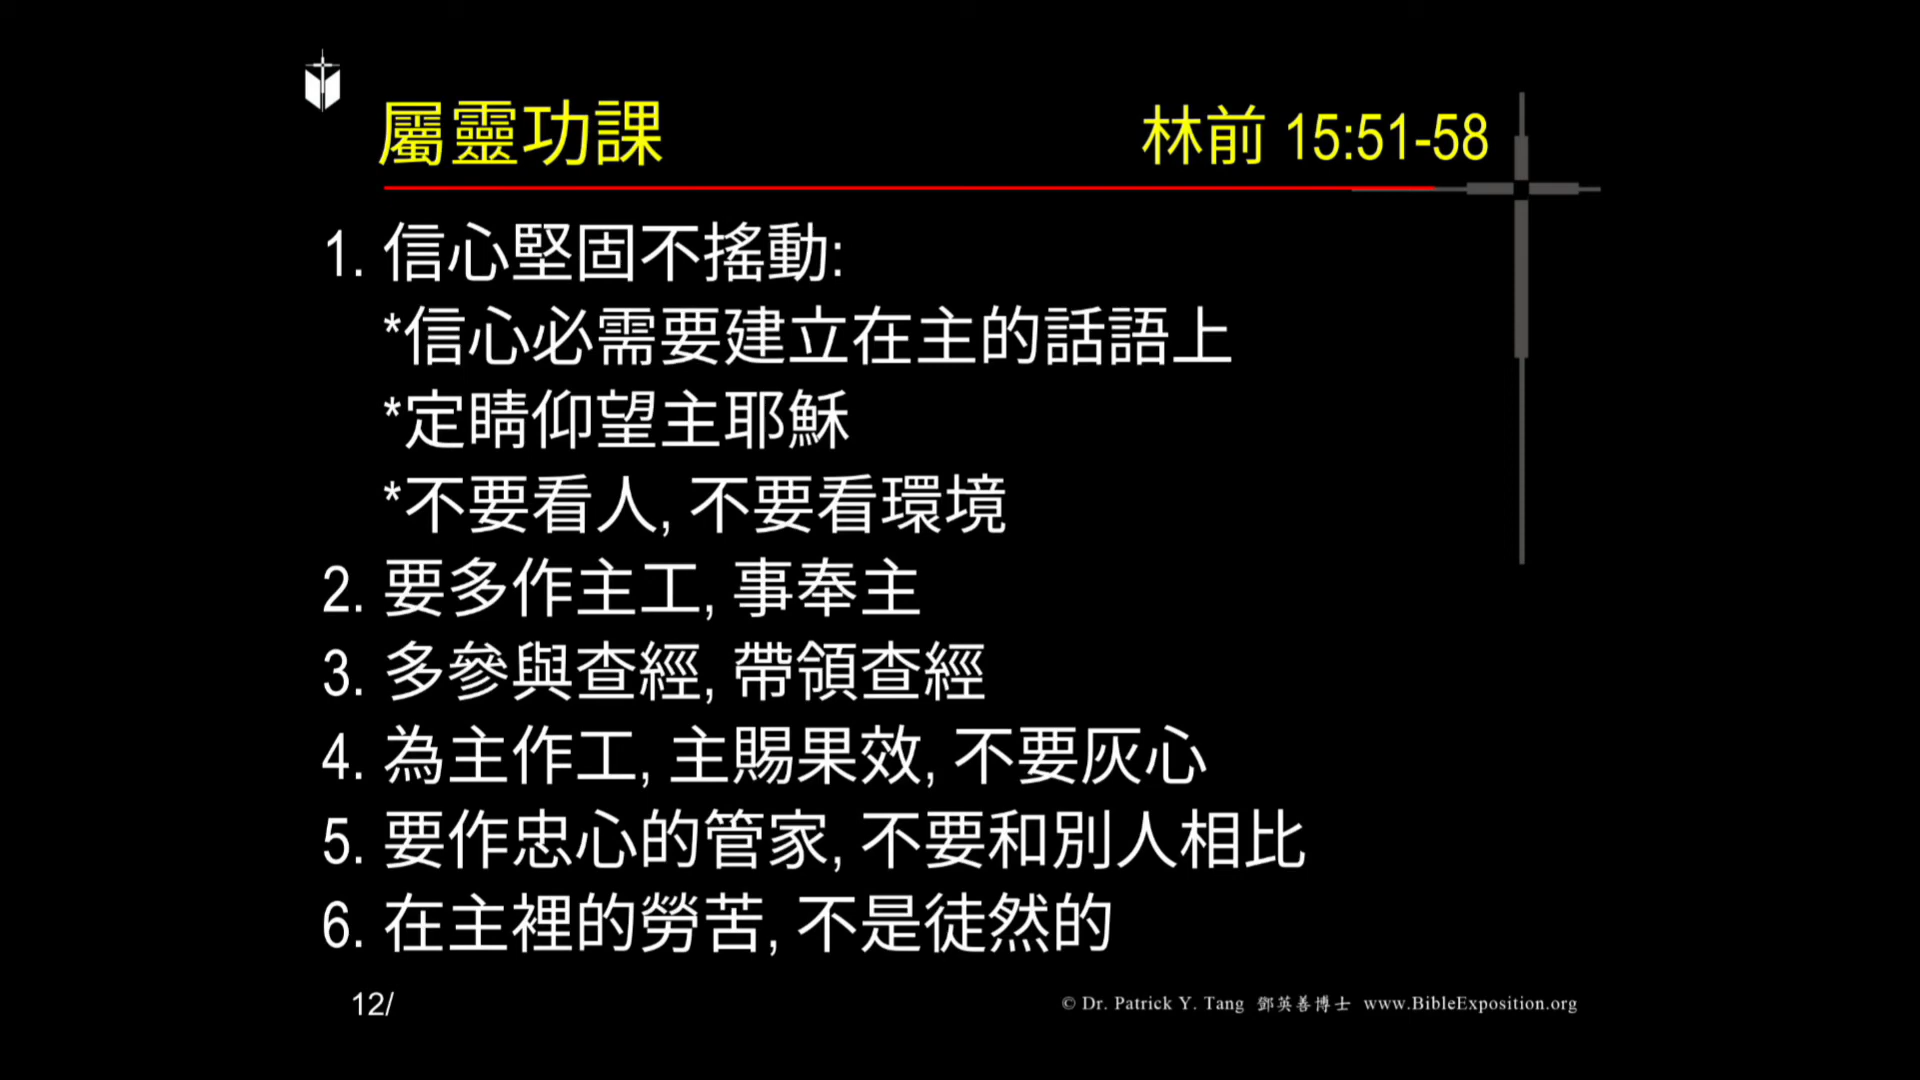 屬靈功課 林前 15:51-58
1. 信心堅固不搖動:
*信心必需要建立在主的話語上
*定睛仰望主耶穌
*不要看人, 不要看環境
2. 要多作主工, 事奉主
3. 多參與查經, 帶領查經
4. 為主作工, 主賜果效, 不要灰心
5. 要作忠心的管家, 不要和別人相比
6. 在主裡的勞苦, 不是徒然的
12/
© Dr. Patrick Y. Tang 鄧英善博士 www.BibleExposition.org